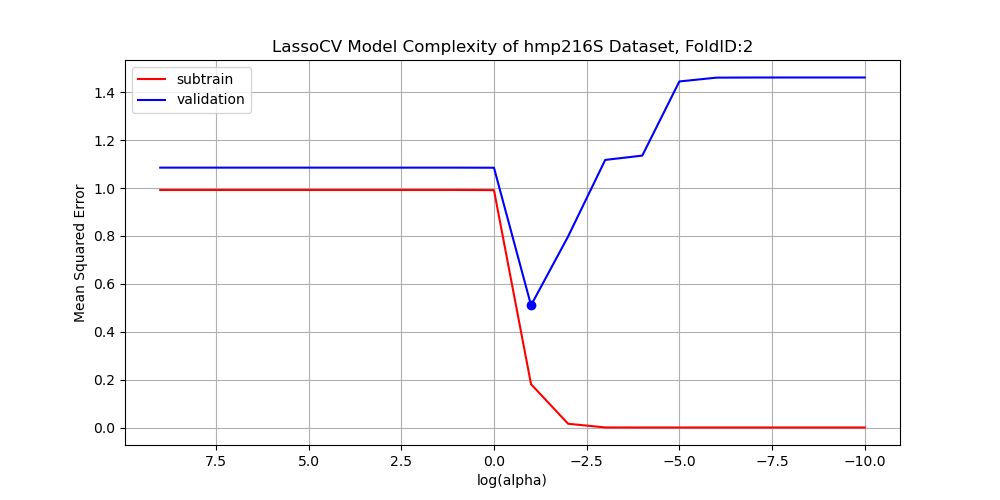 LassoCV Model Complexity of hmp216S Dataset, FoldID:2
subtrain
validation
Mean Squared Error
1.4
1.2
1.0
0.8
0.6
0.4
0.2
0.0
7.5 5.0 2.5 0.0 −2.5 −5.0 −7.5 −10.0
log(alpha)